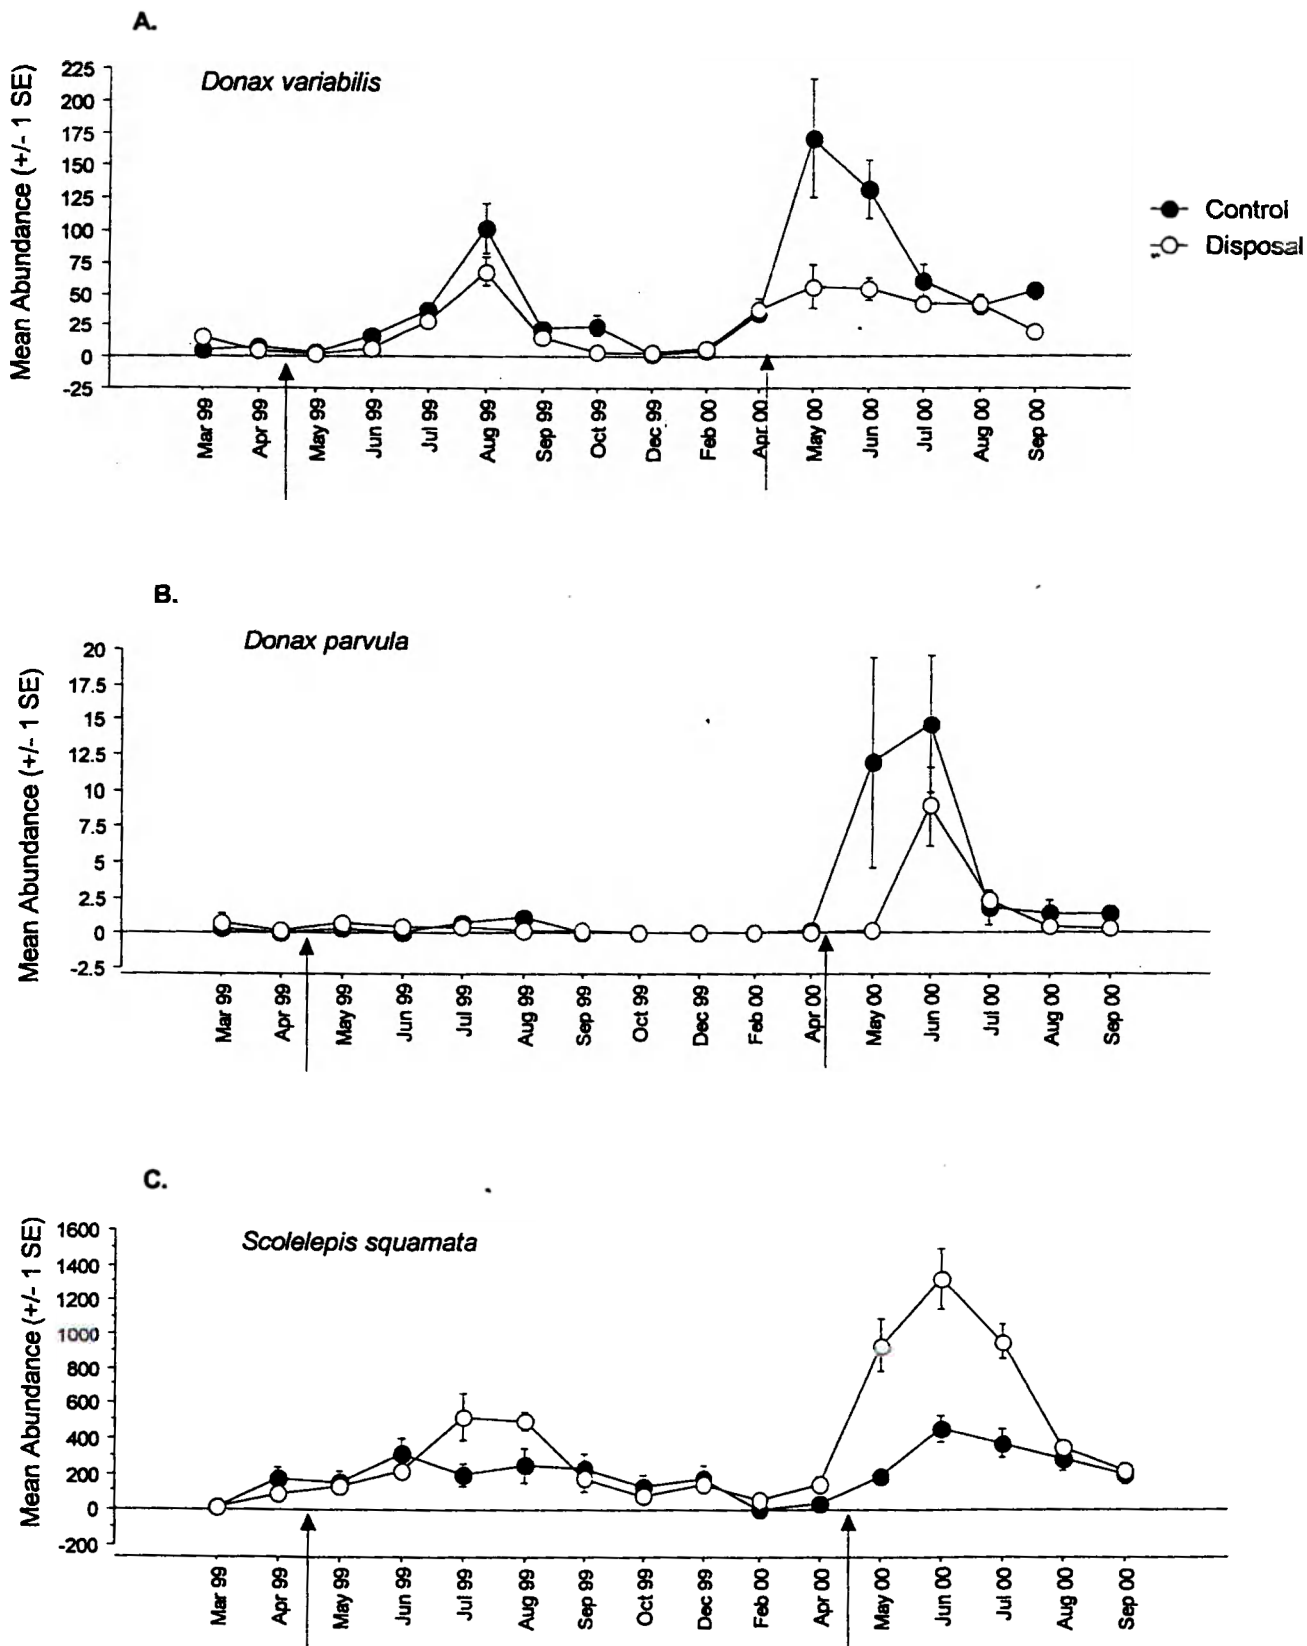 A.
Donax variabilis
Mean Abundance (+/- 1 SE)
225
200
175
150
125
100
75
50
25
0
-25
Control
Disposal
Mar 99 Apr 99 May 99 Jun 99 Jul 99 Aug 99 Sep 99 Oct 99 Dec 99 Feb 00 Apr 00 May 00 Jun 00 Jul 00 Aug 00 Sep 00
B.
Donax parvula
Mean Abundance (+/- 1 SE)
20
17.5
15
12.5
10
7.5
5
2.5
0
-2.5
Mar 99 Apr 99 May 99 Jun 99 Jul 99 Aug 99 Sep 99 Oct 99 Dec 99 Feb 00 Apr 00 May 00 Jun 00 Jul 00 Aug 00 Sep 00
C.
Scolelepis squamata
Mean Abundance (+/- 1 SE)
1600
1400
1200
1000
800
600
400
200
0
-200
Mar 99 Apr 99 May 99 Jun 99 Jul 99 Aug 99 Sep 99 Oct 99 Dec 99 Feb 00 Apr 00 May 00 Jun 00 Jul 00 Aug 00 Sep 00